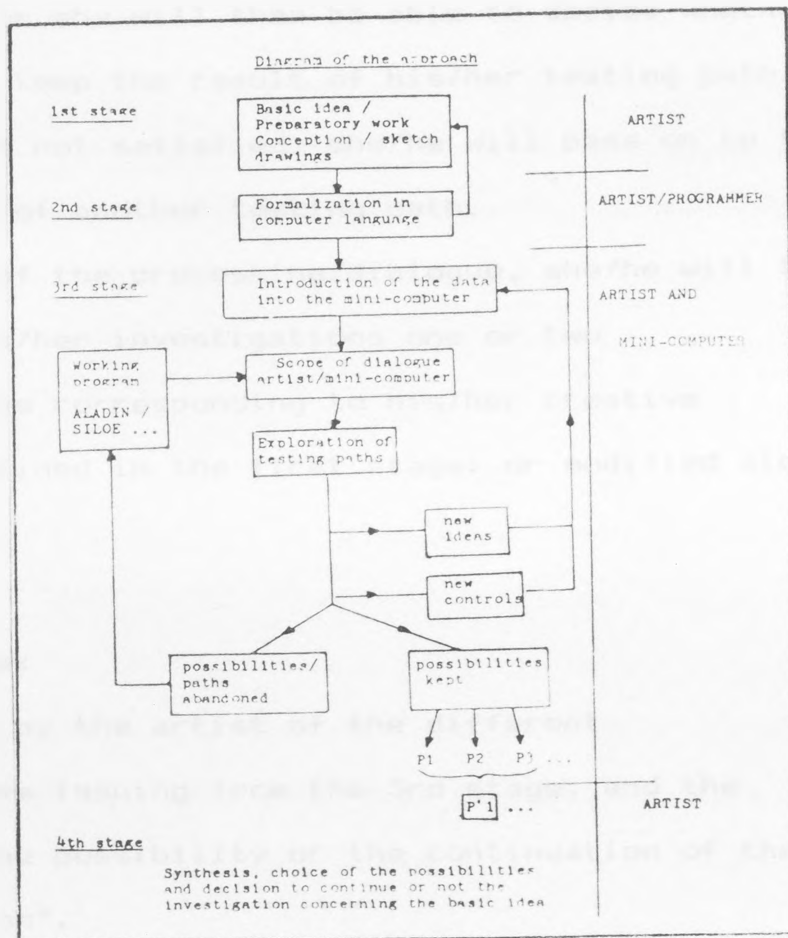 Diagram of the approach
1st stage
Basic idea /
Preparatory work
conception / sketch
drawings
ARTIST
2nd stage
Formalization in
computer language
ARTIST/PROGRAMMER
3rd stage
Introduction of the data
into the mini-computer
ARTIST AND
MINI-COMPUTER
Working
program
ALADIN /
SILOE ...
Scope of dialogue
artist/mini-computer
Exploration of
testing paths
new
ideas
new
controls
possibilities/
paths
abandoned
possibilities
kept
P1 P2 P3 ...
P'1 ...
ARTIST
4th stage
Synthesis, choice of the possibilities
and decision to continue or not the
investigation concerning the basic idea